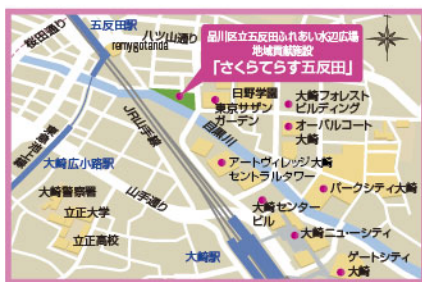 五反田駅
桜田通り
八ツ山通り
remygotanda
品川区立五反田ふれあい水辺広場
地域貢献施設
「さくらてらす五反田」
日野学園
東京サザン
ガーデン
大崎フォレスト
ビルディング
オーバルコート
大崎
目黒川
JR山手線
東急池上線
大崎広小路駅
アートヴィレッジ大崎
セントラルタワー
パークシティ大崎
山手通り
大崎警察署
立正大学
立正高校
大崎センター
ビル
大崎ニュー・シティ
大崎駅
ゲートシティ
大崎